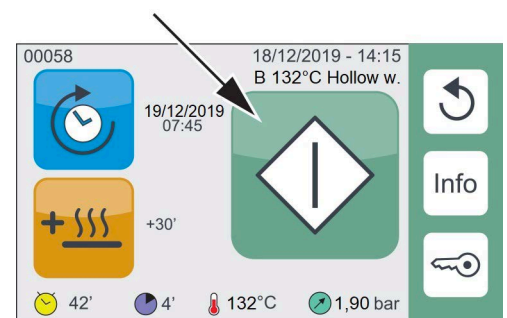 00058
18/12/2019 - 14:15
B 132°C Hollow w.
19/12/2019
07:45
Info
+30'
42'
4'
132°C
1,90 bar